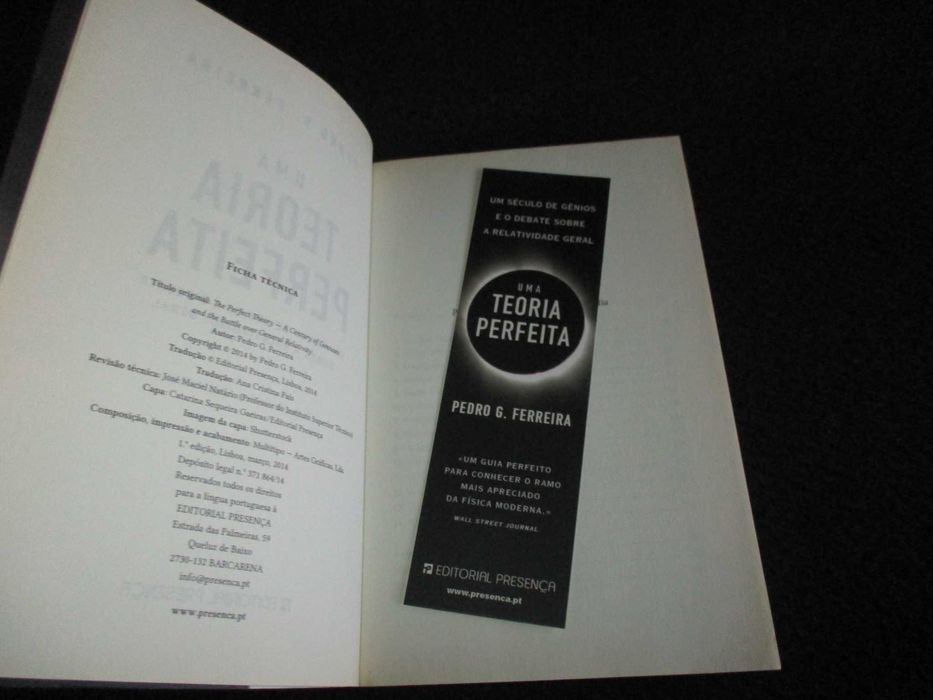 FICHA TÉCNICA
Título original: The Perfect Theory – A Century of Geniuses
and the Battle over General Relativity
Autor: Pedro G. Ferreira
Copyright © 2014 by Pedro G. Ferreira
Tradução © Editorial Presença, Lisboa, 2014
Tradução: Ana Cristina Pais
Revisão técnica: José Maciel Natário (Professor do Instituto Superior Técnico)
Capa: Catarina Sequeira Gaeiras/Editorial Presença
Imagem da capa: Shutterstock
Composição, impressão e acabamento: Multitipo – Artes Gráficas, Lda.
1.ª edição, Lisboa, março, 2014
Depósito legal n.º 371 864/14
Reservados todos os direitos
para a língua portuguesa à
EDITORIAL PRESENÇA
Estrada das Palmeiras, 59
Queluz de Baixo
2730-132 BARCARENA
info@presenca.pt
www.presenca.pt
UM SÉCULO DE GÉNIOS
E O DEBATE SOBRE
A RELATIVIDADE GERAL
UMA
TEORIA
PERFEITA
PEDRO G. FERREIRA
«UM GUIA PERFEITO
PARA CONHECER O RAMO
MAIS APRECIADO
DA FÍSICA MODERNA.»
WALL STREET JOURNAL
EDITORIAL PRESENÇA
www.presenca.pt